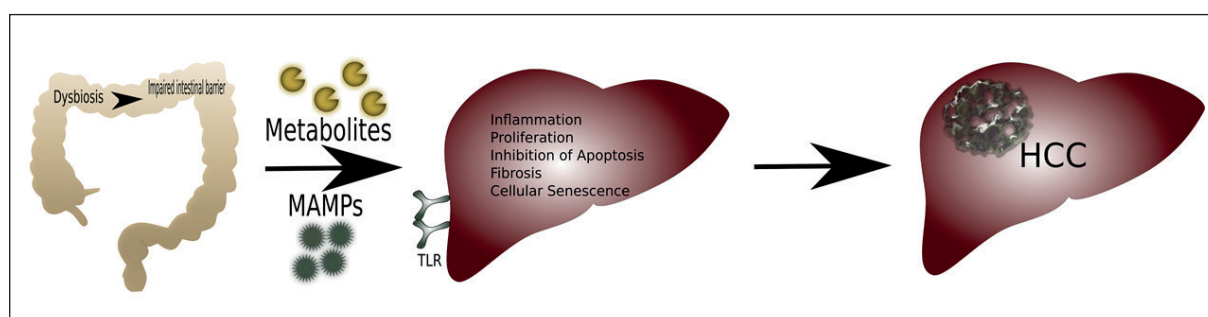 Dysbiosis
Impaired intestinal barrier
Metabolites
MAMPs
TLR
Inflammation
Proliferation
Inhibition of Apoptosis
Fibrosis
Cellular Senescence
HCC